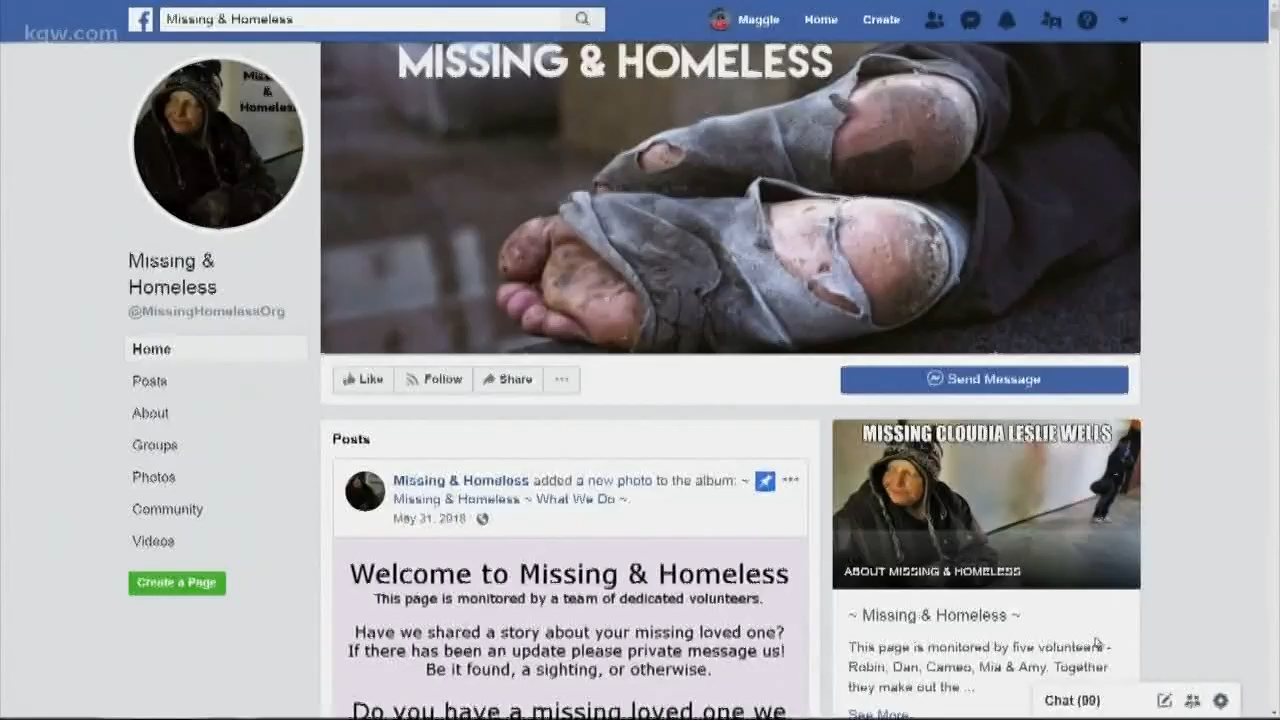 kgw.com
Missing & Homeless
Maggie
Home
Create
MISSING & HOMELESS
Missing
&
Homeless
Missing &
Homeless
@MissingHomelessOrg
Home
Posts
About
Groups
Photos
Community
Videos
Create a Page
Like
Follow
Share
Send Message
Posts
Missing & Homeless added a new photo to the album: ~
Missing & Homeless ~ What We Do ~.
May 31, 2018
Welcome to Missing & Homeless
This page is monitored by a team of dedicated volunteers.
Have we shared a story about your missing loved one?
If there has been an update please private message us!
Be it found, a sighting, or otherwise.
Do you have a missing loved one we
MISSING CLOUDIA LESLIE WELLS
ABOUT MISSING & HOMELESS
~ Missing & Homeless ~
This page is monitored by five volunteers -
Robin, Dan, Cameo, Mia & Amy. Together
they make out the ...
See More
Chat (99)